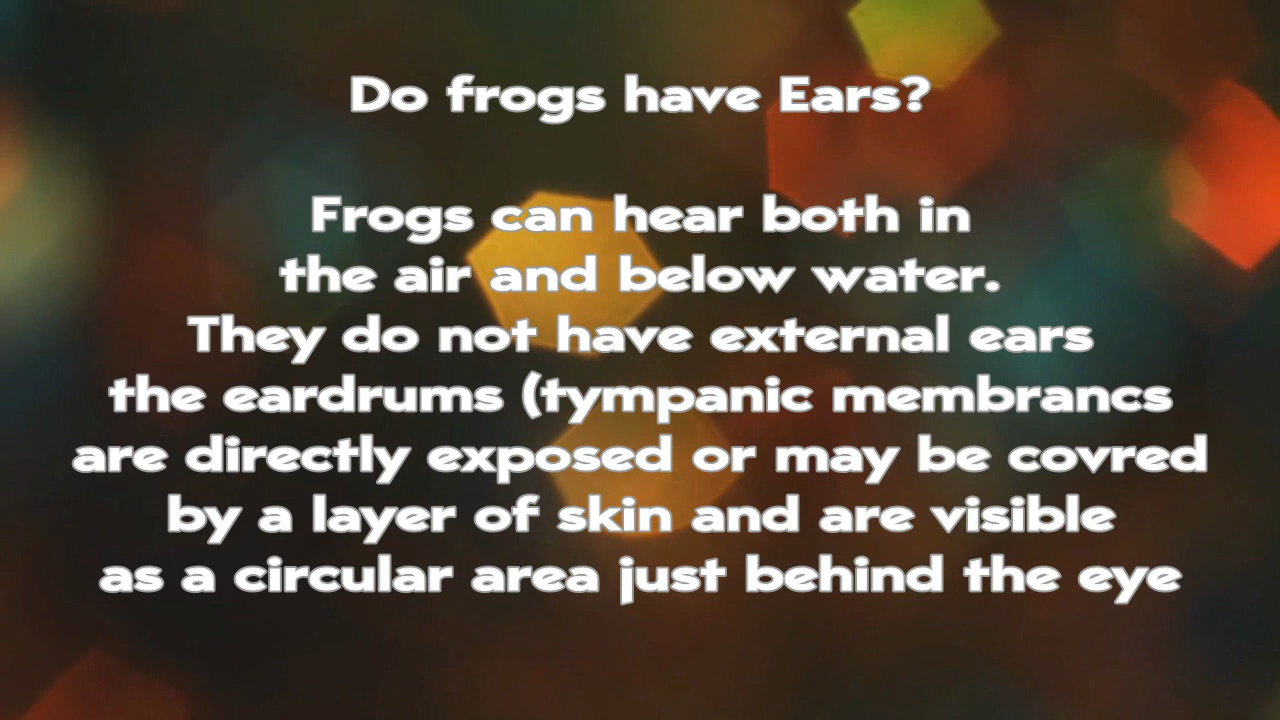 Do frogs have Ears?
Frogs can hear both in
the air and below water.
They do not have external ears
the eardrums (tympanic membrancs
are directly exposed or may be covred
by a layer of skin and are visible
as a circular area just behind the eye